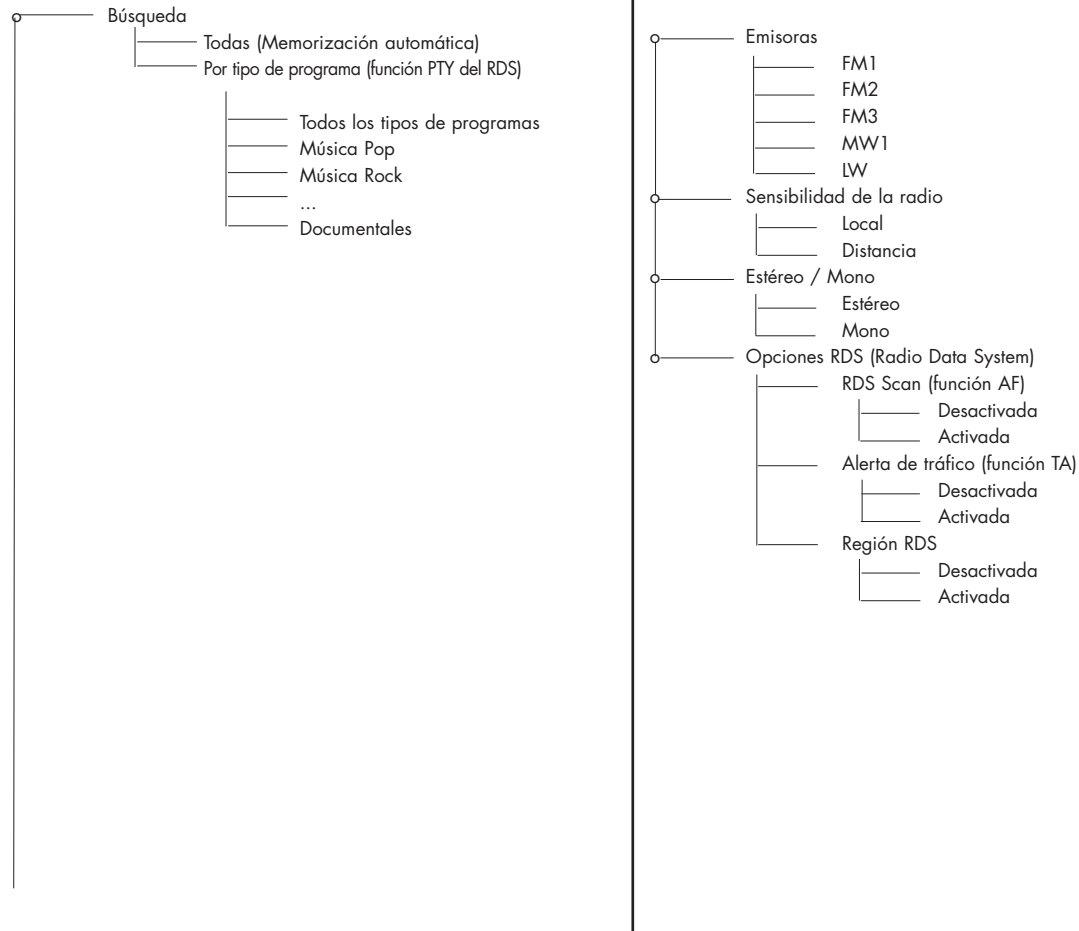 Búsqueda
Todas (Memorización automática)
Por tipo de programa (función PTY del RDS)
Todos los tipos de programas
Música Pop
Música Rock
...
Documentales
Emisoras
FM1
FM2
FM3
MW1
LW
Sensibilidad de la radio
Local
Distancia
Estéreo / Mono
Estéreo
Mono
Opciones RDS (Radio Data System)
RDS Scan (función AF)
Desactivada
Activada
Alerta de tráfico (función TA)
Desactivada
Activada
Región RDS
Desactivada
Activada